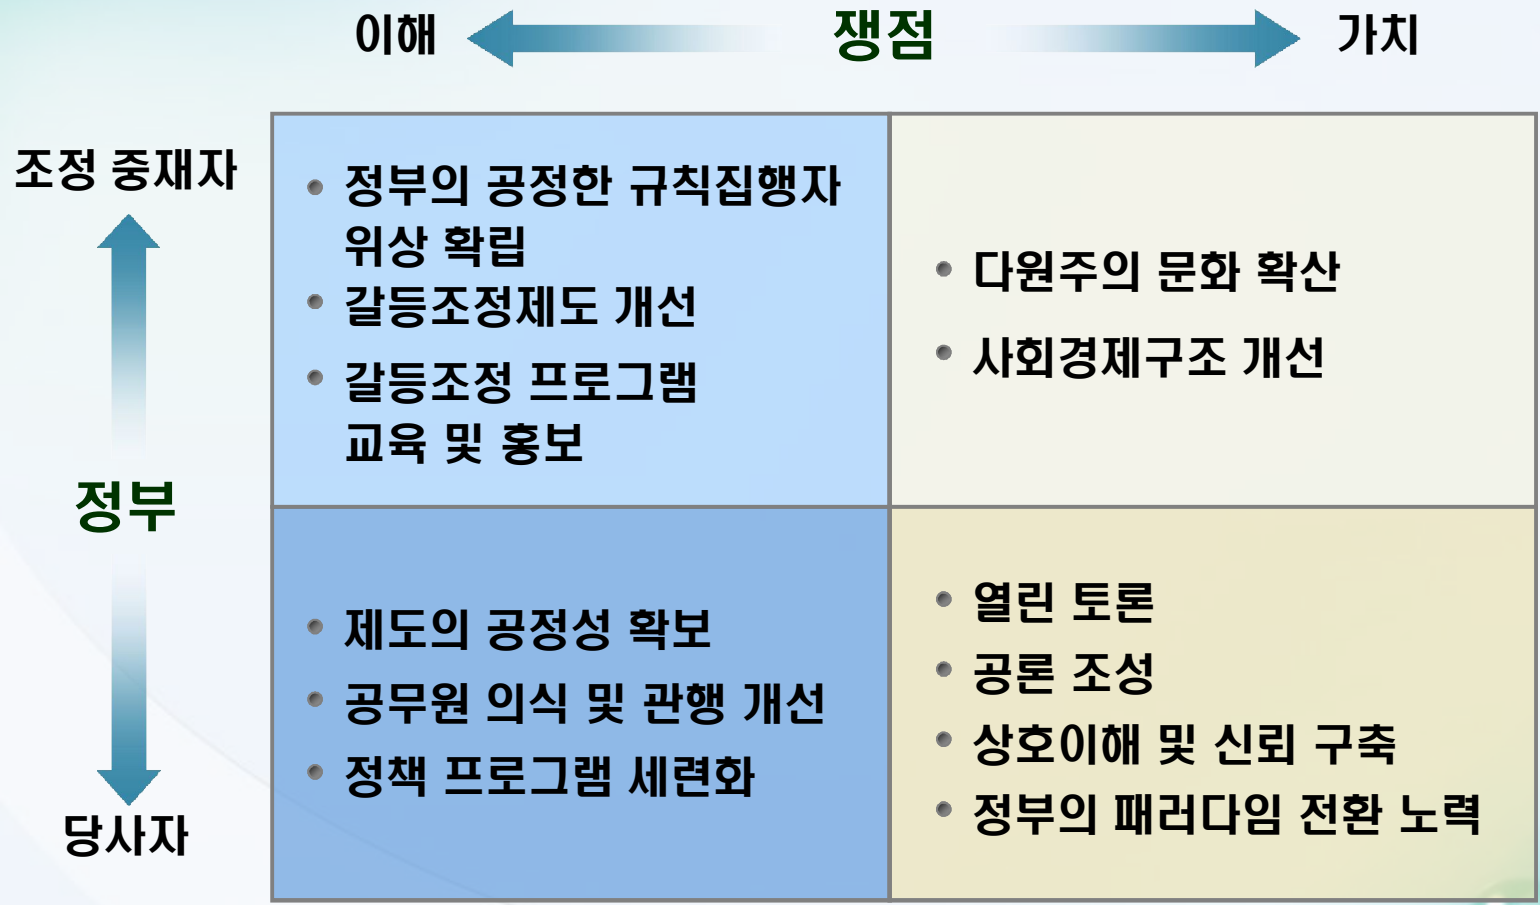 이해
쟁점
가치
조정 중재자
정부
당사자
정부의 공정한 규칙집행자
위상 확립
갈등조정제도 개선
갈등조정 프로그램
교육 및 홍보
다원주의 문화 확산
사회경제구조 개선
제도의 공정성 확보
공무원 의식 및 관행 개선
정책 프로그램 세련화
열린 토론
공론 조성
상호이해 및 신뢰 구축
정부의 패러다임 전환 노력